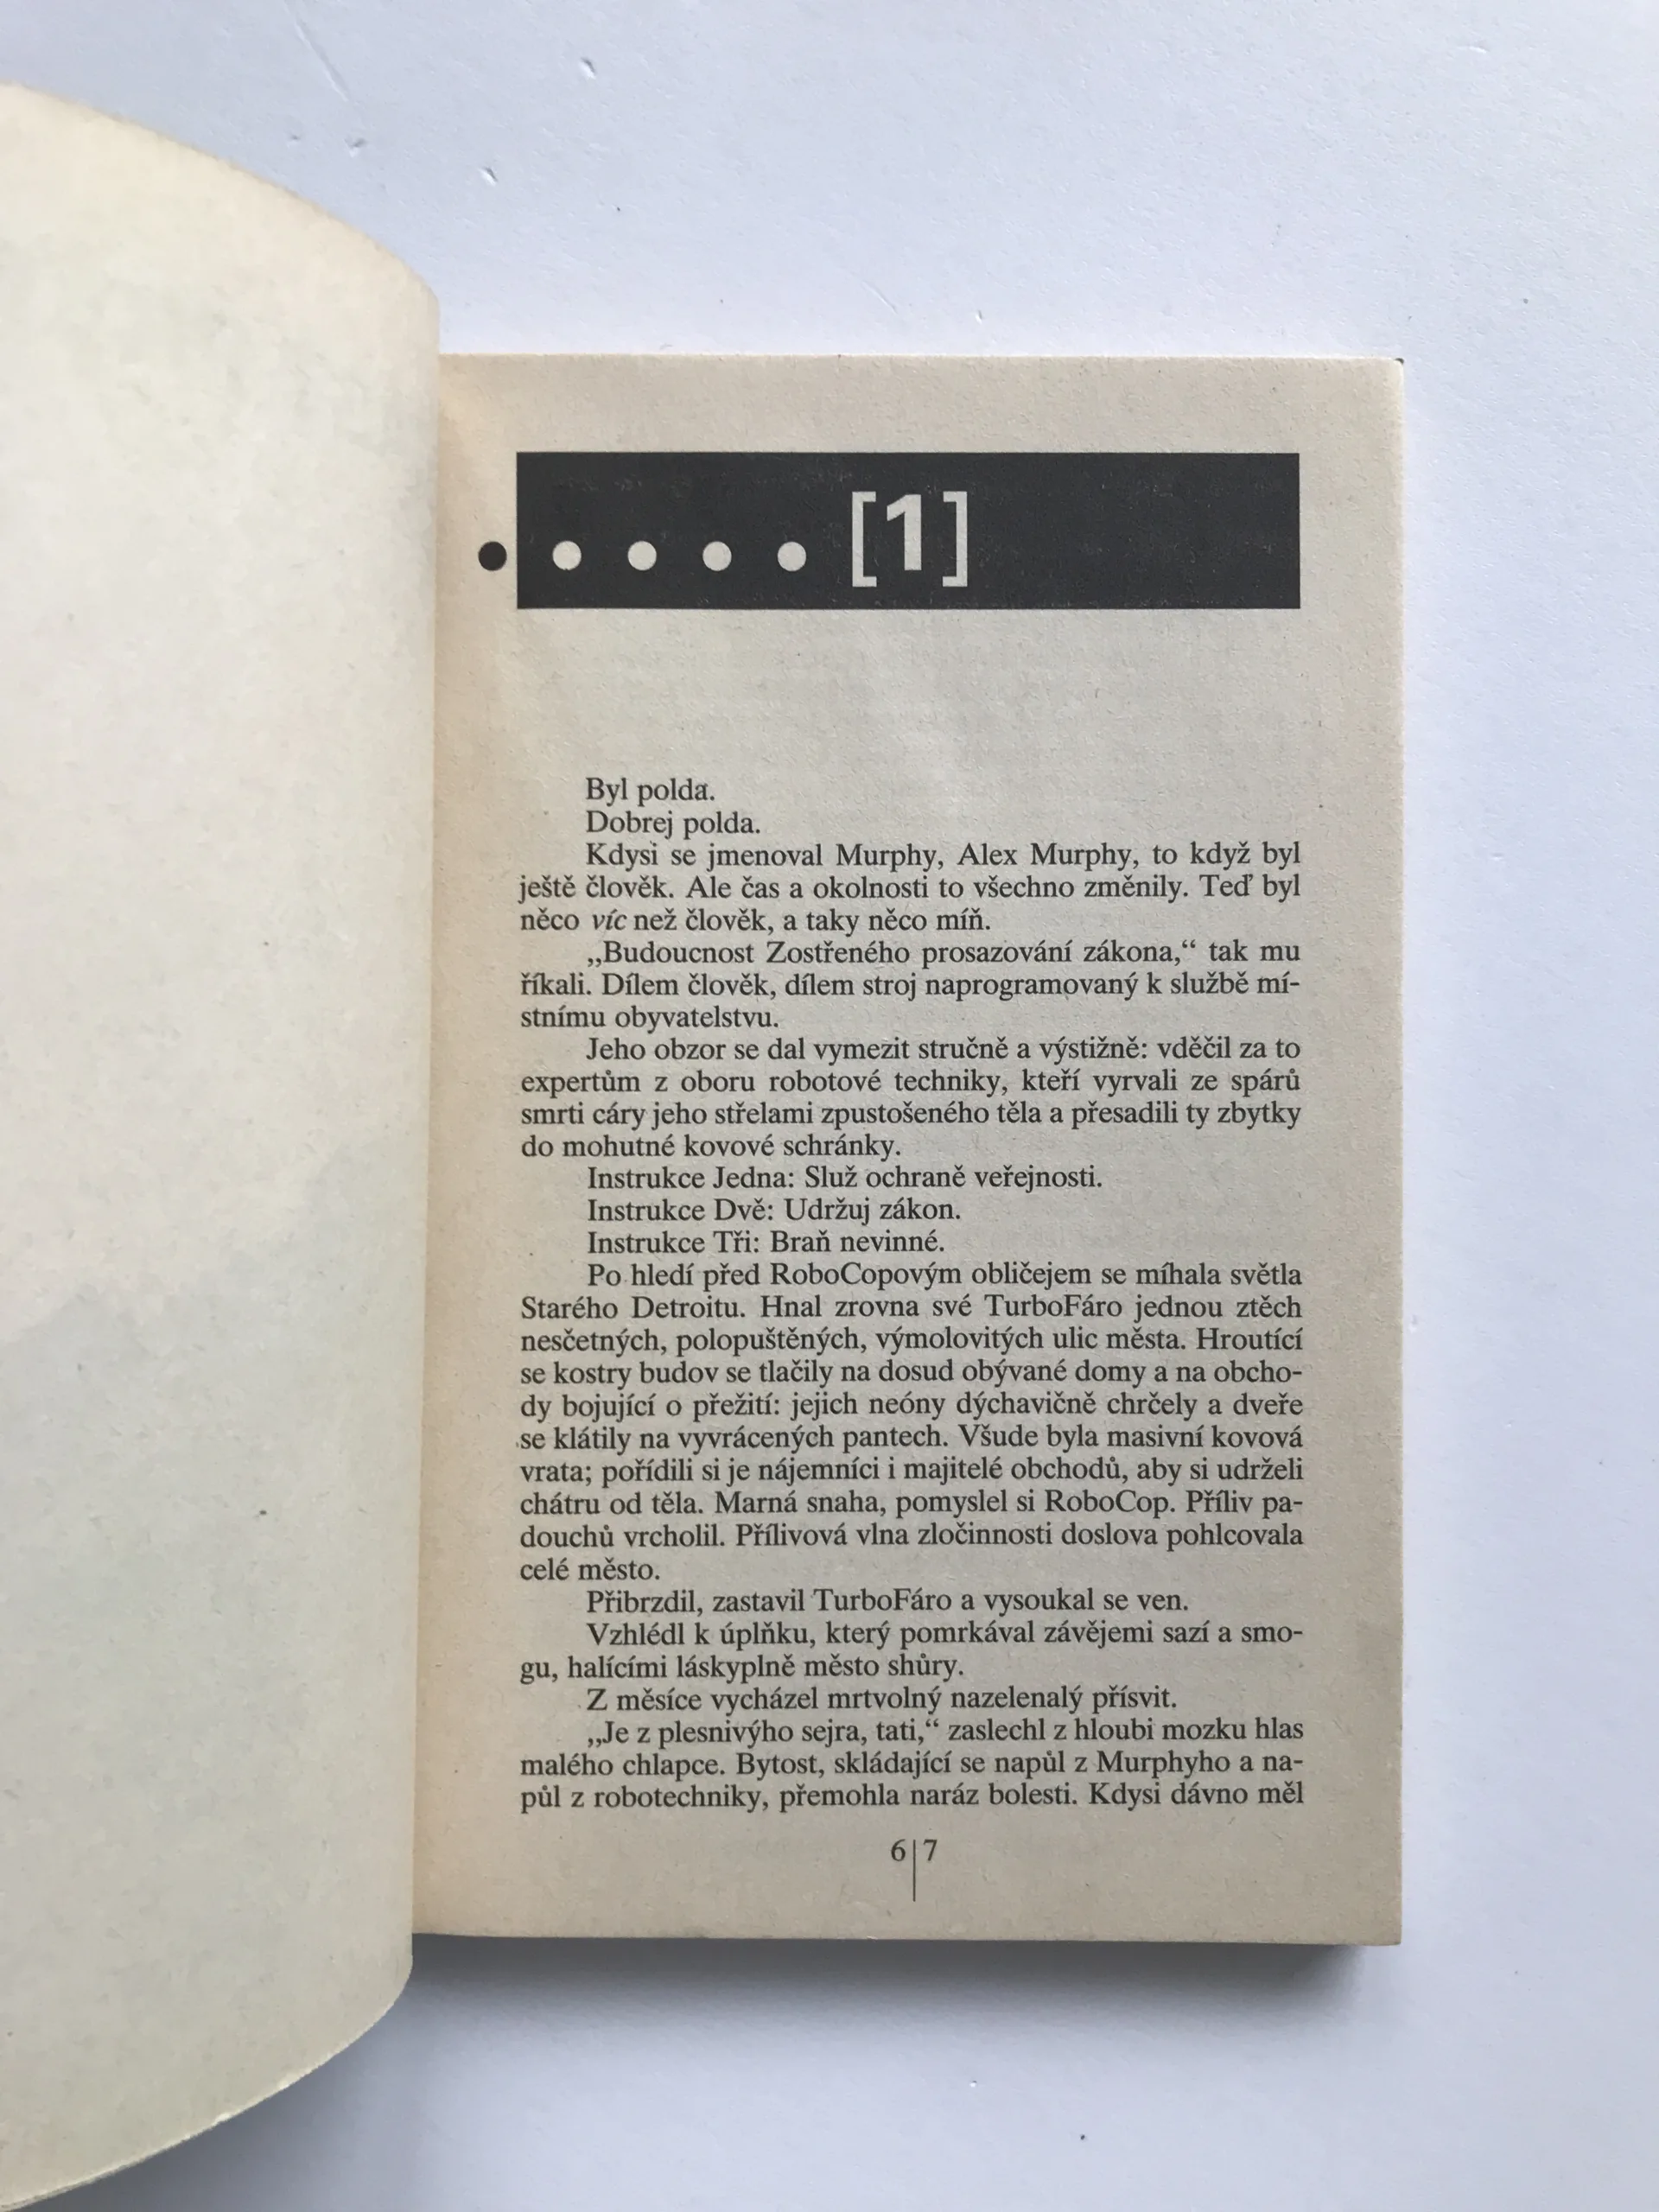 [1]
Byl polda.
Dobrej polda.
Kdysi se jmenoval Murphy, Alex Murphy, to když byl
ještě člověk. Ale čas a okolnosti to všechno změnily. Teď byl
něco víc než člověk, a taky něco míň.
„Budoucnost Zostřeného prosazování zákona,“ tak mu
říkali. Dílem člověk, dílem stroj naprogramovaný k službě mí-
stnímu obyvatelstvu.
Jeho obzor se dal vymezit stručně a výstižně: vděčil za to
expertům z oboru robotové techniky, kteří vyrvali ze spárů
smrti cáry jeho střelami zpustošeného těla a přesadili ty zbytky
do mohutné kovové schránky.
Instrukce Jedna: Služ ochraně veřejnosti.
Instrukce Dvě: Udržuj zákon.
Instrukce Tři: Braň nevinné.
Po hledí před RoboCopovým obličejem se míhala světla
Starého Detroitu. Hnal zrovna své TurboFáro jednou ztěch
nesčetných, polopuštěných, výmolovitých ulic města. Hroutící
se kostry budov se tlačily na dosud obývané domy a na obcho-
dy bojující o přežití: jejich neóny dýchavičně chrčely a dveře
se klátily na vyvrácených pantech. Všude byla masivní kovová
vrata; pořídili si je nájemníci i majitelé obchodů, aby si udrželi
chátru od těla. Marná snaha, pomyslel si RoboCop. Příliv pa-
douchů vrcholil. Přílivová vlna zločinnosti doslova pohlcovala
celé město.
Přibrzdil, zastavil TurboFáro a vysoukal se ven.
Vzhlédl k úplňku, který pomrkával závějemi sazí a smo-
gu, halícími láskyplně město shůry.
Z měsíce vycházel mrtvolný nazelenalý přísvit.
„Je z plesnivýho sejra, tati,“ zaslechl z hloubi mozku hlas
malého chlapce. Bytost, skládající se napůl z Murphyho a na-
půl z robotechniky, přemohla naráz bolesti. Kdysi dávno měl
6|7